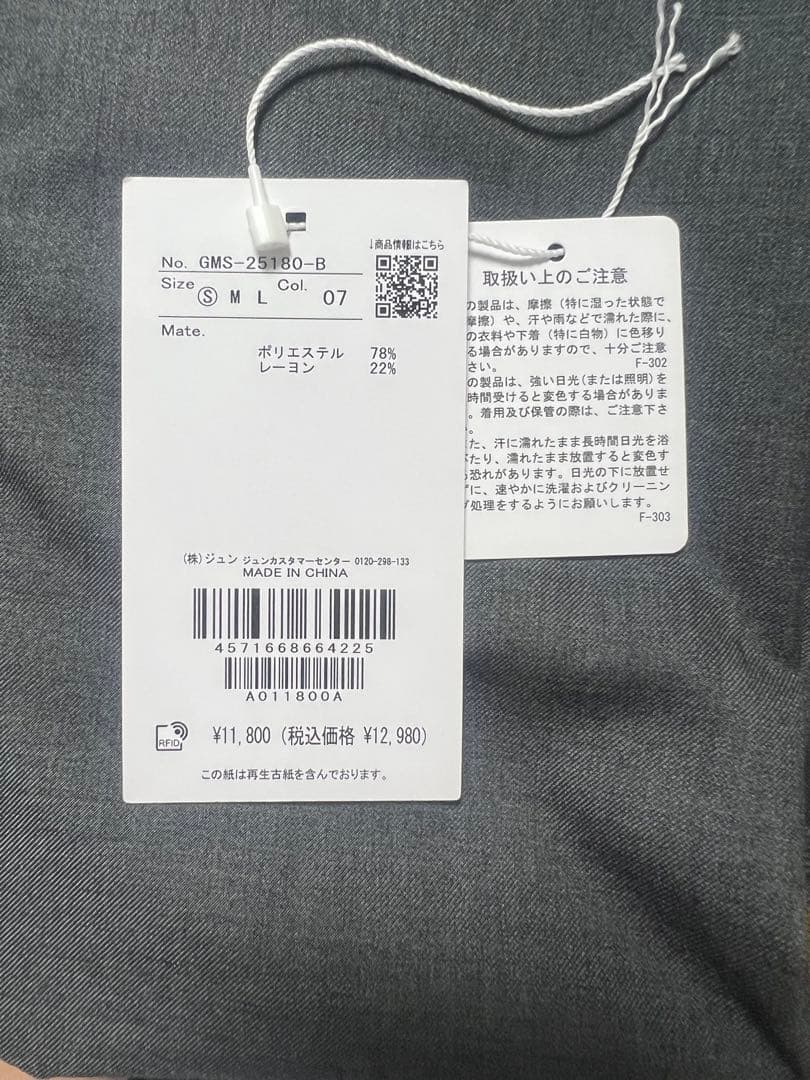 ↓商品情報はこちら
No. GMS-25180-B
Size Ⓢ M L Col. 07
Mate.
ポリエステル 78%
レーヨン 22%
(株)ジュン ジュンカスタマーセンター 0120-298-133
MADE IN CHINA
4571668664225
A011800A
RFID ¥11,800 (税込価格 ¥12,980)
この紙は再生古紙を含んでおります。
取扱い上のご注意
の製品は、摩擦(特に湿った状態で
摩擦)や、汗や雨などで濡れた際に、
の衣料や下着(特に白物)に色移り
る場合がありますので、十分ご注意
さい。 F-302
の製品は、強い日光(または照明)を
時間受けると変色する場合がありま
。着用及び保管の際は、ご注意下さ
。
た、汗に濡れたまま長時間日光を浴
たり、濡れたまま放置すると変色す
恐れがあります。日光の下に放置せ
に、速やかに洗濯およびクリーニン
処理をするようにお願いします。
F-303